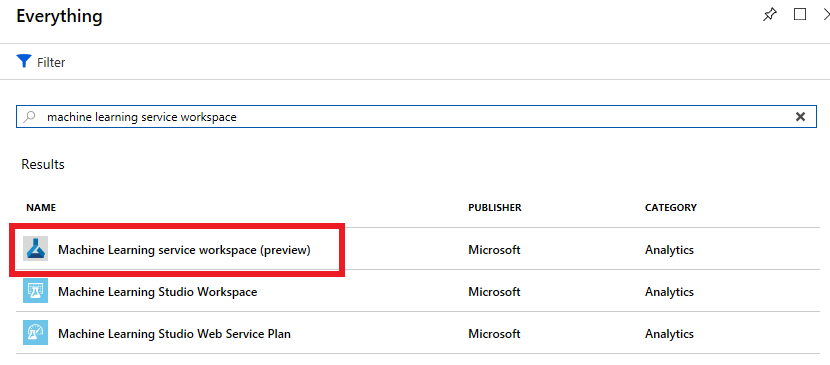 Everything
Filter
machine learning service workspace
Results
NAME PUBLISHER CATEGORY
Machine Learning service workspace (preview) Microsoft Analytics
Machine Learning Studio Workspace Microsoft Analytics
Machine Learning Studio Web Service Plan Microsoft Analytics